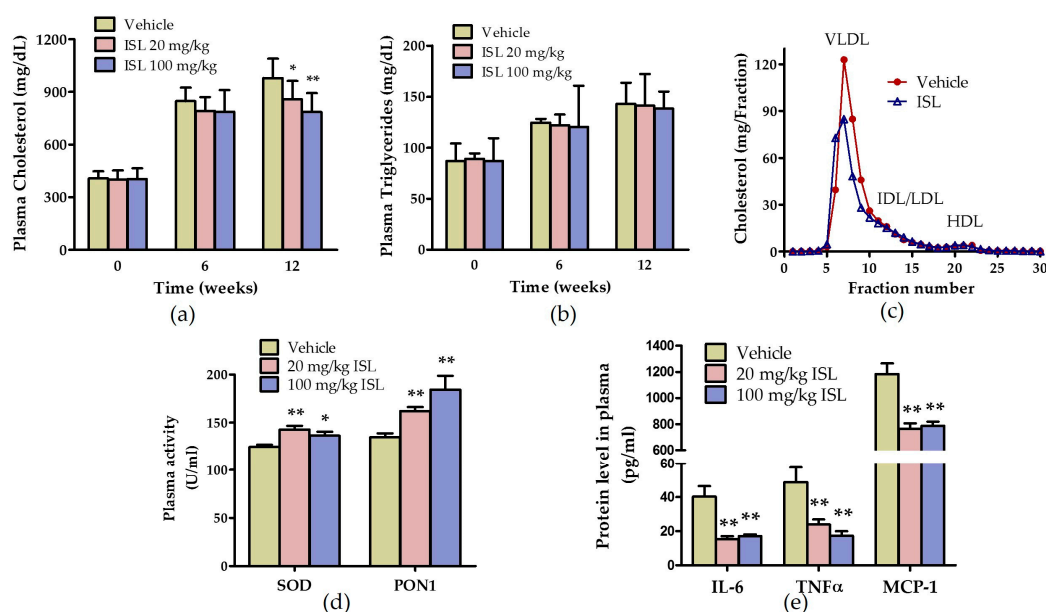 Vehicle
ISL 20 mg/kg
ISL 100 mg/kg
Plasma Cholesterol (mg/dL)
1200
900
600
300
0
*
**
0 6 12
Time (weeks)
(a)
Vehicle
ISL 20 mg/kg
ISL 100 mg/kg
Plasma Triglycerides (mg/dL)
200
150
100
50
0
0 6 12
Time (weeks)
(b)
VLDL
Vehicle
ISL
IDL/LDL
HDL
Cholesterol (mg/Fraction)
120
90
60
30
0
0 5 10 15 20 25 30
Fraction number
(c)
Vehicle
20 mg/kg ISL
100 mg/kg ISL
Plasma activity
(U/ml)
200
150
100
50
0
**
*
**
**
SOD PON1
(d)
Vehicle
20 mg/kg ISL
100 mg/kg ISL
Protein level in plasma
(pg/ml)
1400
1200
1000
800
600
60
40
20
0
** **
** **
** **
IL-6 TNFα MCP-1
(e)